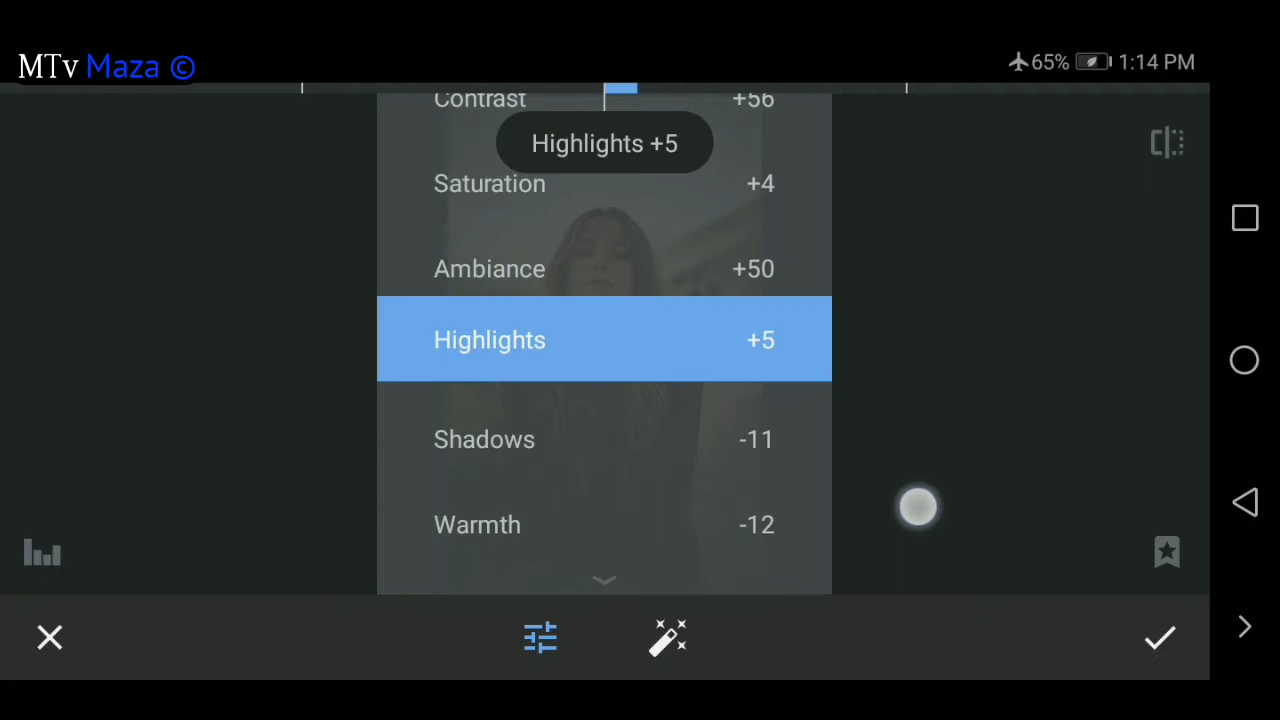 MTv Maza ©
65% 1:14 PM
Contrast +56
Highlights +5
Saturation +4
Ambiance +50
Highlights +5
Shadows -11
Warmth -12